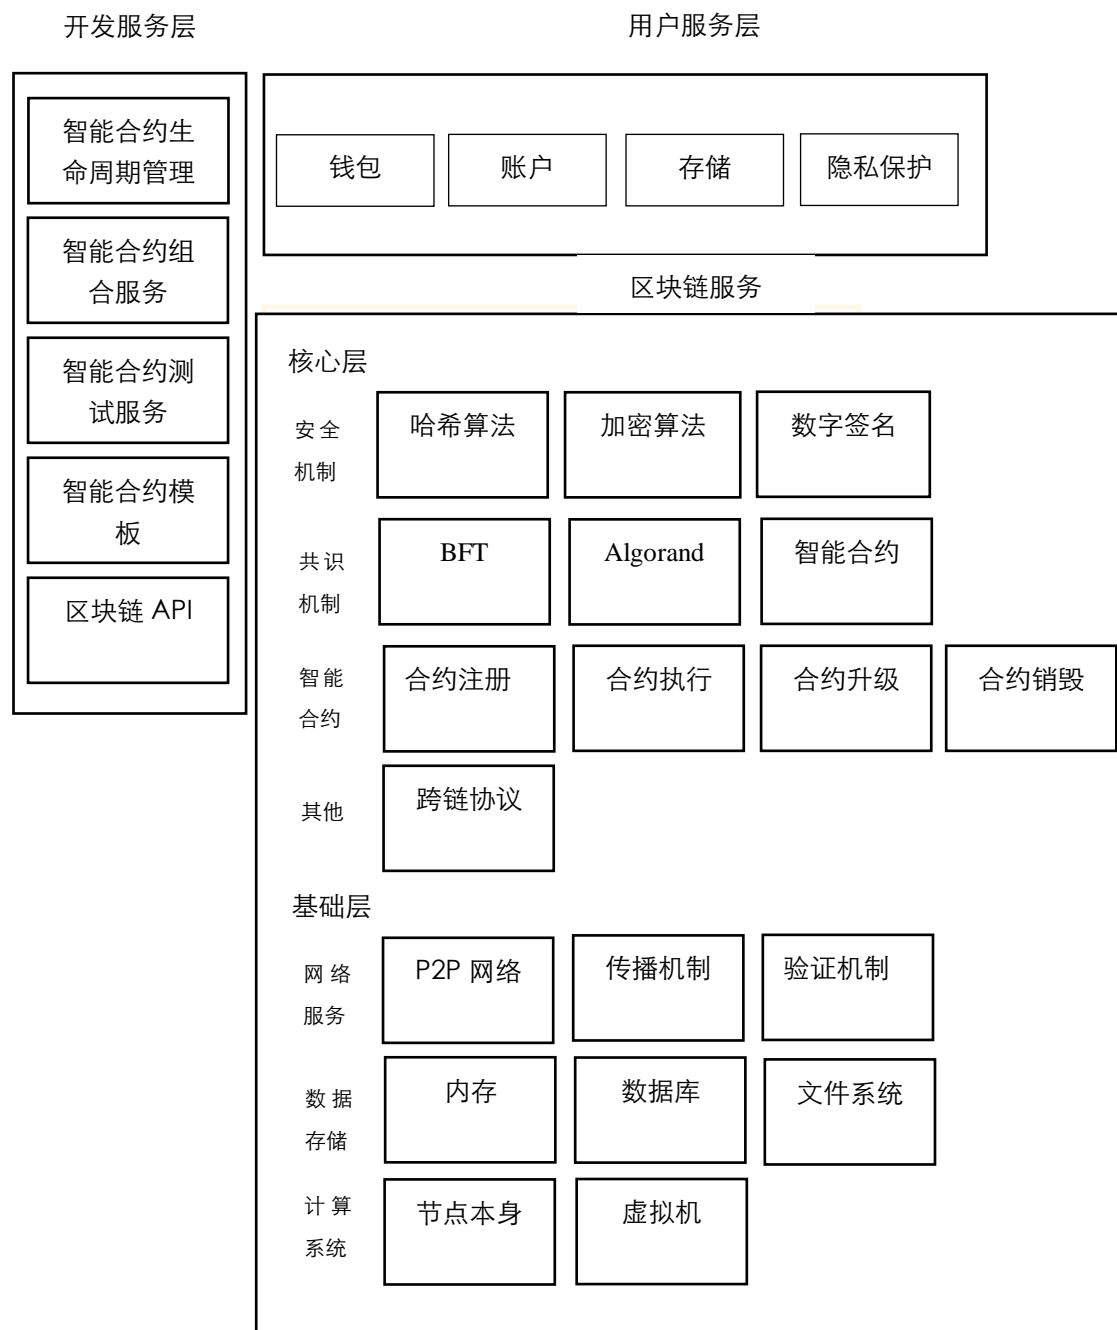 开发服务层
用户服务层
智能合约生
命周期管理
智能合约组
合服务
智能合约测
试服务
智能合约模
板
区块链 API
钱包
账户
存储
隐私保护
区块链服务
核心层
安全
机制
哈希算法
加密算法
数字签名
共识
机制
BFT
Algorand
智能合约
智能
合约
合约注册
合约执行
合约升级
合约销毁
其他
跨链协议
基础层
网络
服务
P2P 网络
传播机制
验证机制
数据
存储
内存
数据库
文件系统
计算
系统
节点本身
虚拟机